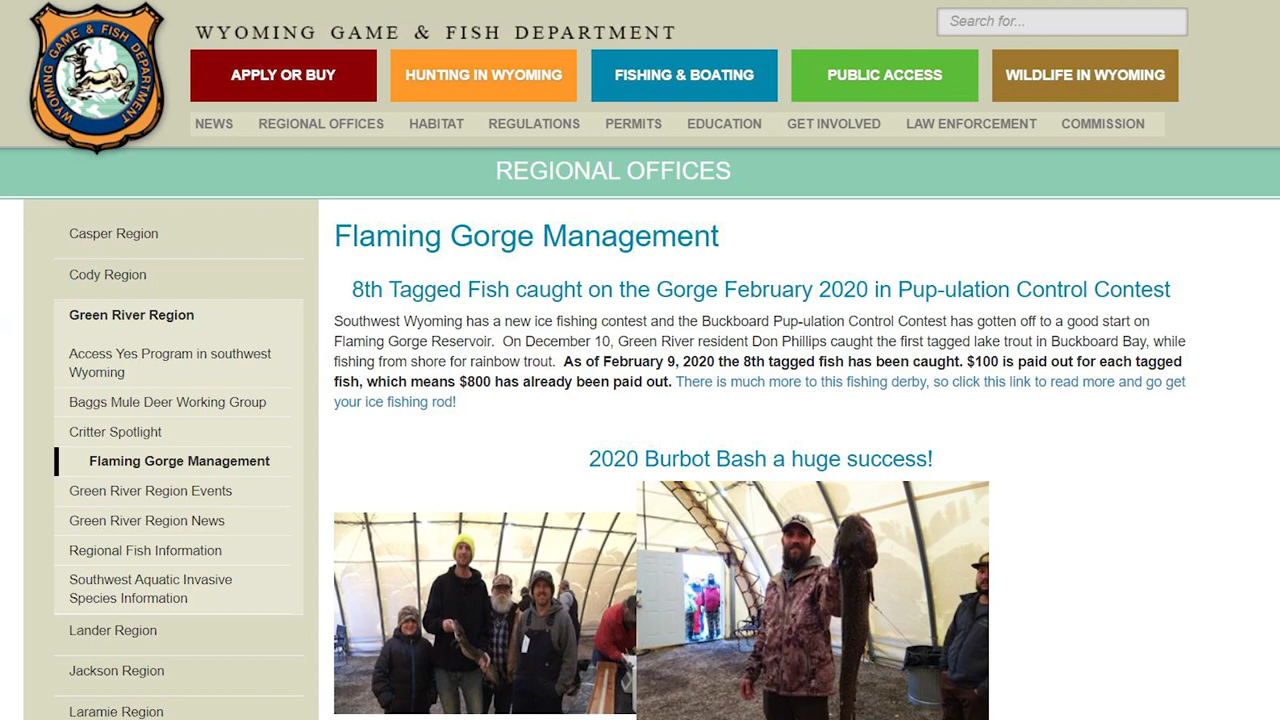 WYOMING GAME & FISH DEPARTMENT
WYOMING GAME & FISH DEPARTMENT
Search for...
APPLY OR BUY
HUNTING IN WYOMING
FISHING & BOATING
PUBLIC ACCESS
WILDLIFE IN WYOMING
NEWS
REGIONAL OFFICES
HABITAT
REGULATIONS
PERMITS
EDUCATION
GET INVOLVED
LAW ENFORCEMENT
COMMISSION
REGIONAL OFFICES
Casper Region
Cody Region
Green River Region
Access Yes Program in southwest
Wyoming
Baggs Mule Deer Working Group
Critter Spotlight
Flaming Gorge Management
Green River Region Events
Green River Region News
Regional Fish Information
Southwest Aquatic Invasive
Species Information
Lander Region
Jackson Region
Laramie Region
Flaming Gorge Management
8th Tagged Fish caught on the Gorge February 2020 in Pup-ulation Control Contest
Southwest Wyoming has a new ice fishing contest and the Buckboard Pup-ulation Control Contest has gotten off to a good start on
Flaming Gorge Reservoir. On December 10, Green River resident Don Phillips caught the first tagged lake trout in Buckboard Bay, while
fishing from shore for rainbow trout. As of February 9, 2020 the 8th tagged fish has been caught. $100 is paid out for each tagged
fish, which means $800 has already been paid out. There is much more to this fishing derby, so click this link to read more and go get
your ice fishing rod!
2020 Burbot Bash a huge success!